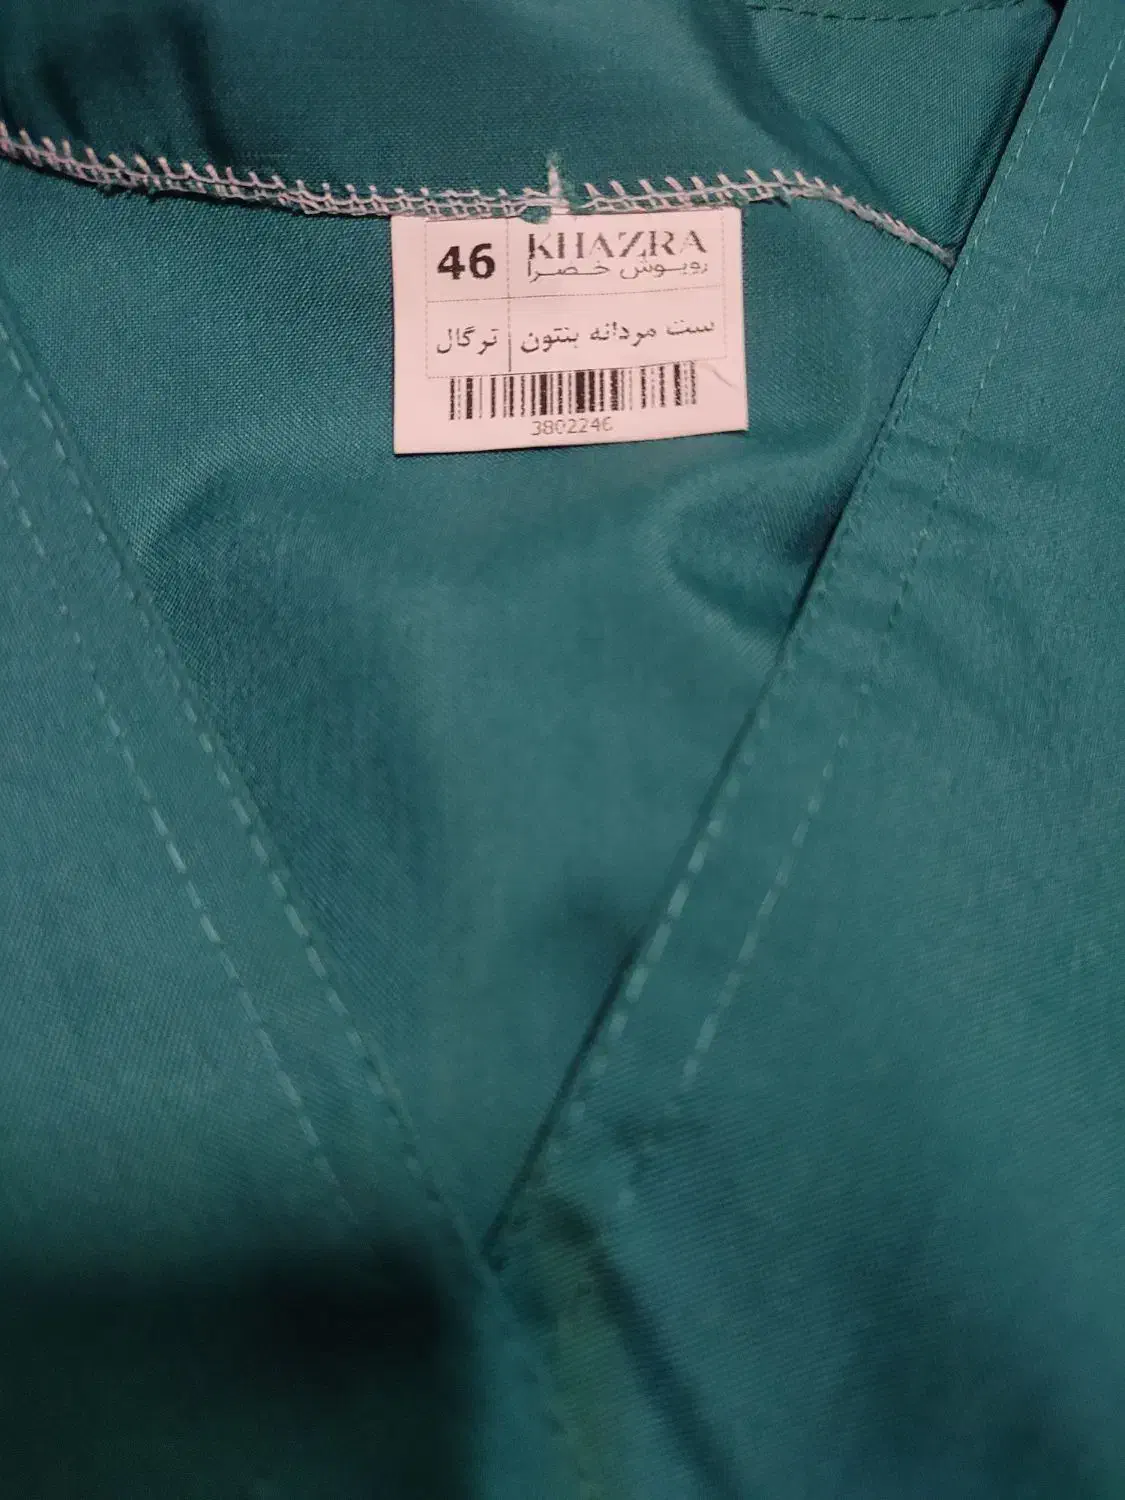 46
KHAZRA
روپوش خضرا
ست مردانه بنتون
ترگال
3802246